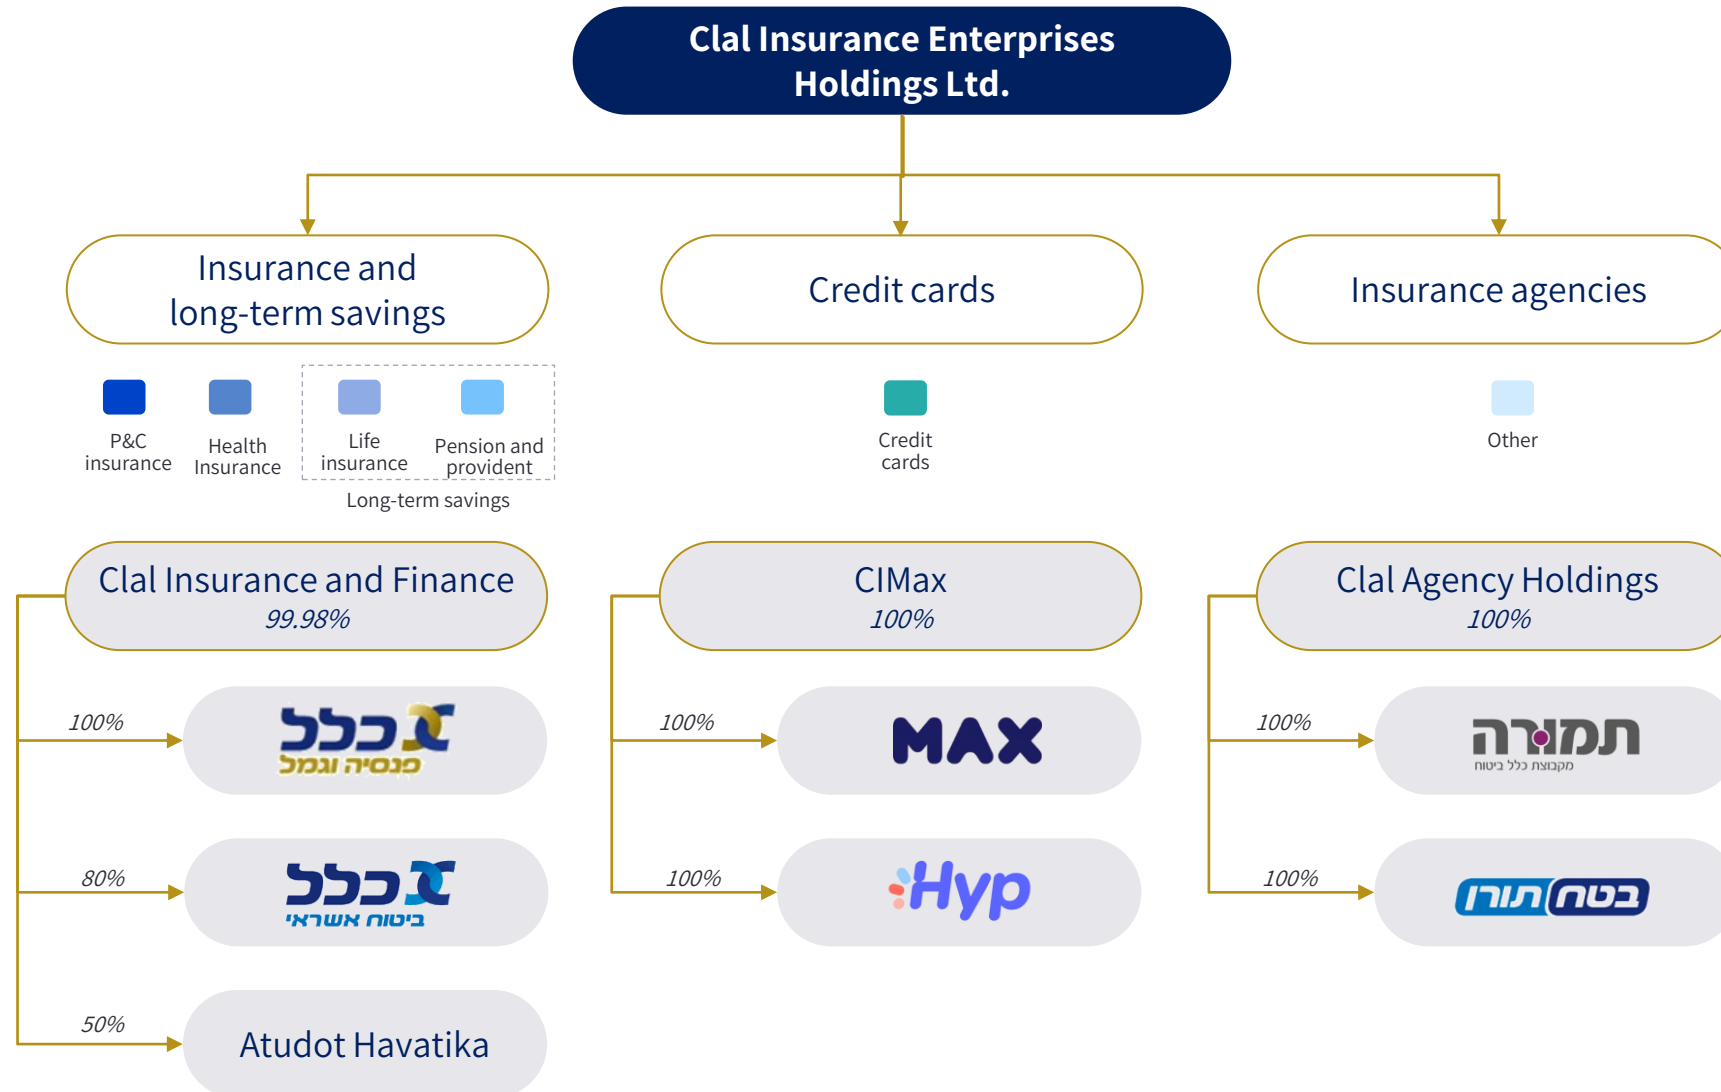 Clal Insurance Enterprises
Holdings Ltd.
Insurance and
long-term savings
Credit cards
Insurance agencies
P&C
insurance
Health
Insurance
Life
insurance
Pension and
provident
Long-term savings
Credit
cards
Other
Clal Insurance and Finance
99.98%
CIMax
100%
Clal Agency Holdings
100%
100%
כלל
פנסיה וגמל
100%
MAX
100%
תמורה
מקבוצת כלל ביטוח
80%
כלל
ביטוח אשראי
100%
Hyp
100%
בטח תורן
50%
Atudot Havatika